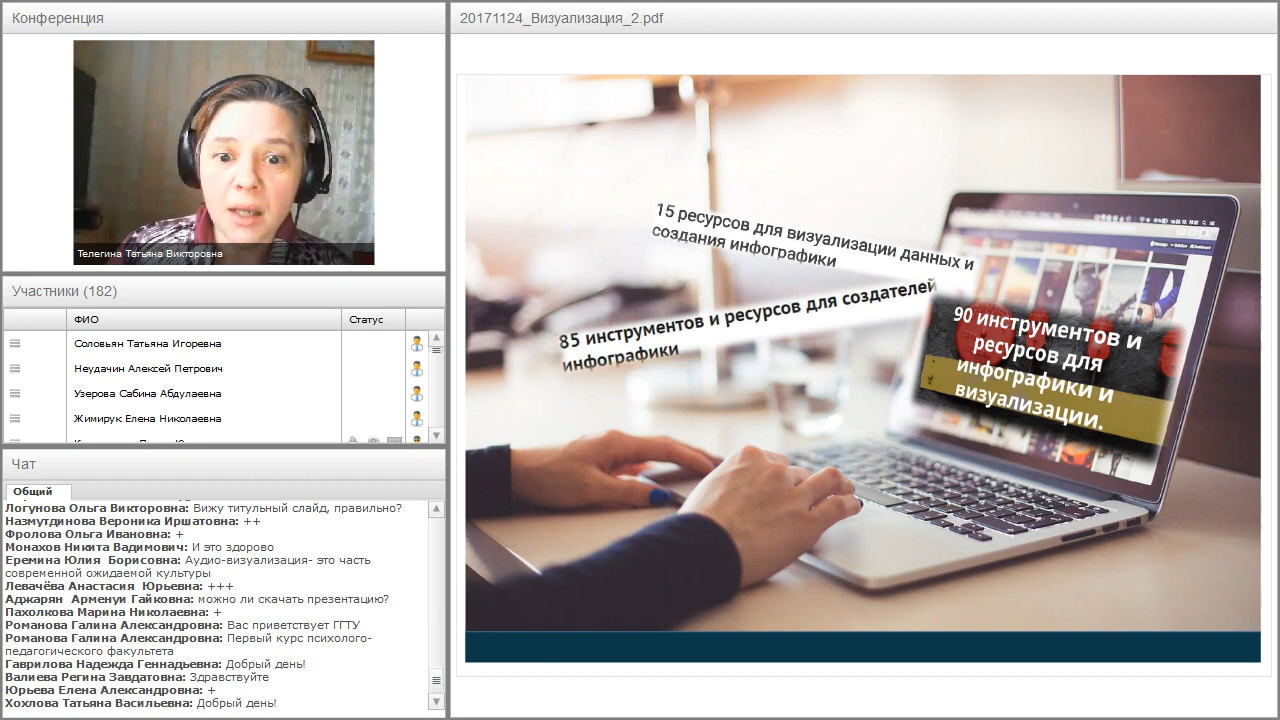 Конференция
Телегина Татьяна Викторовна
Участники (182)
ФИО
Статус
Соловьян Татьяна Игоревна
Неудачин Алексей Петрович
Узерова Сабина Абдулаевна
Жимирук Елена Николаевна
Чат
Общий
Логунова Ольга Викторовна: Вижу титульный слайд, правильно?
Назмутдинова Вероника Иршатовна: ++
Фролова Ольга Ивановна: +
Монахов Никита Вадимович: И это здорово
Еремина Юлия Борисовна: Аудио-визуализация- это часть
современной ожидаемой культуры
Левачёва Анастасия Юрьевна: +++
Аджарян Арменуи Гайковна: можно ли скачать презентацию?
Пахолкова Марина Николаевна: +
Романова Галина Александровна: Вас приветствует ГГТУ
Романова Галина Александровна: Первый курс психолого-
педагогического факультета
Гаврилова Надежда Геннадьевна: Добрый день!
Валиева Регина Завдатовна: Здравствуйте
Юрьева Елена Александровна: +
Хохлова Татьяна Васильевна: Добрый день!
20171124_Визуализация_2.pdf
15 ресурсов для визуализации данных и
создания инфографики
85 инструментов и ресурсов для создателей
инфографики
90 инструментов и
ресурсов для
инфографики и
визуализации.